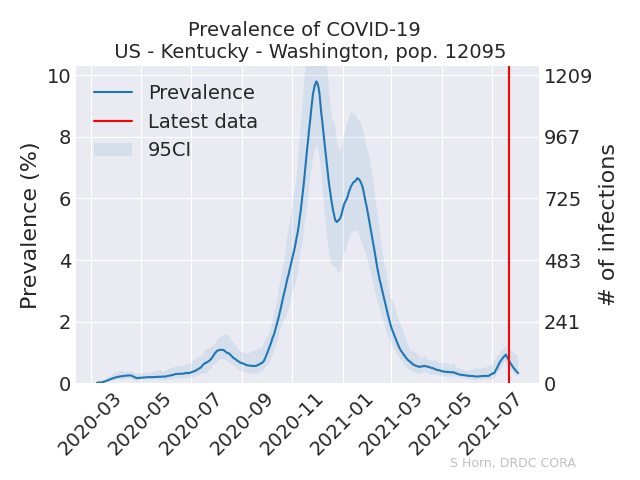 Prevalence of COVID-19
US - Kentucky - Washington, pop. 12095
Prevalence (%)
10
8
6
4
2
0
Prevalence
Latest data
95CI
1209
967
725
483
241
0
# of infections
2020-03
2020-05
2020-07
2020-09
2020-11
2021-01
2021-03
2021-05
2021-07
S Horn, DRDC CORA